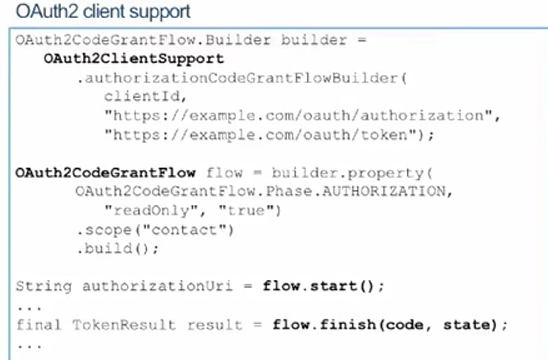 OAuth2 client support
OAuth2CodeGrantFlow.Builder builder =
OAuth2ClientSupport
.authorizationCodeGrantFlowBuilder(
clientId,
"https://example.com/oauth/authorization",
"https://example.com/oauth/token");
OAuth2CodeGrantFlow flow = builder.property(
OAuth2CodeGrantFlow.Phase.AUTHORIZATION,
"readOnly", "true")
.scope("contact")
.build();
String authorizationUri = flow.start();
...
final TokenResult result = flow.finish(code, state);
...